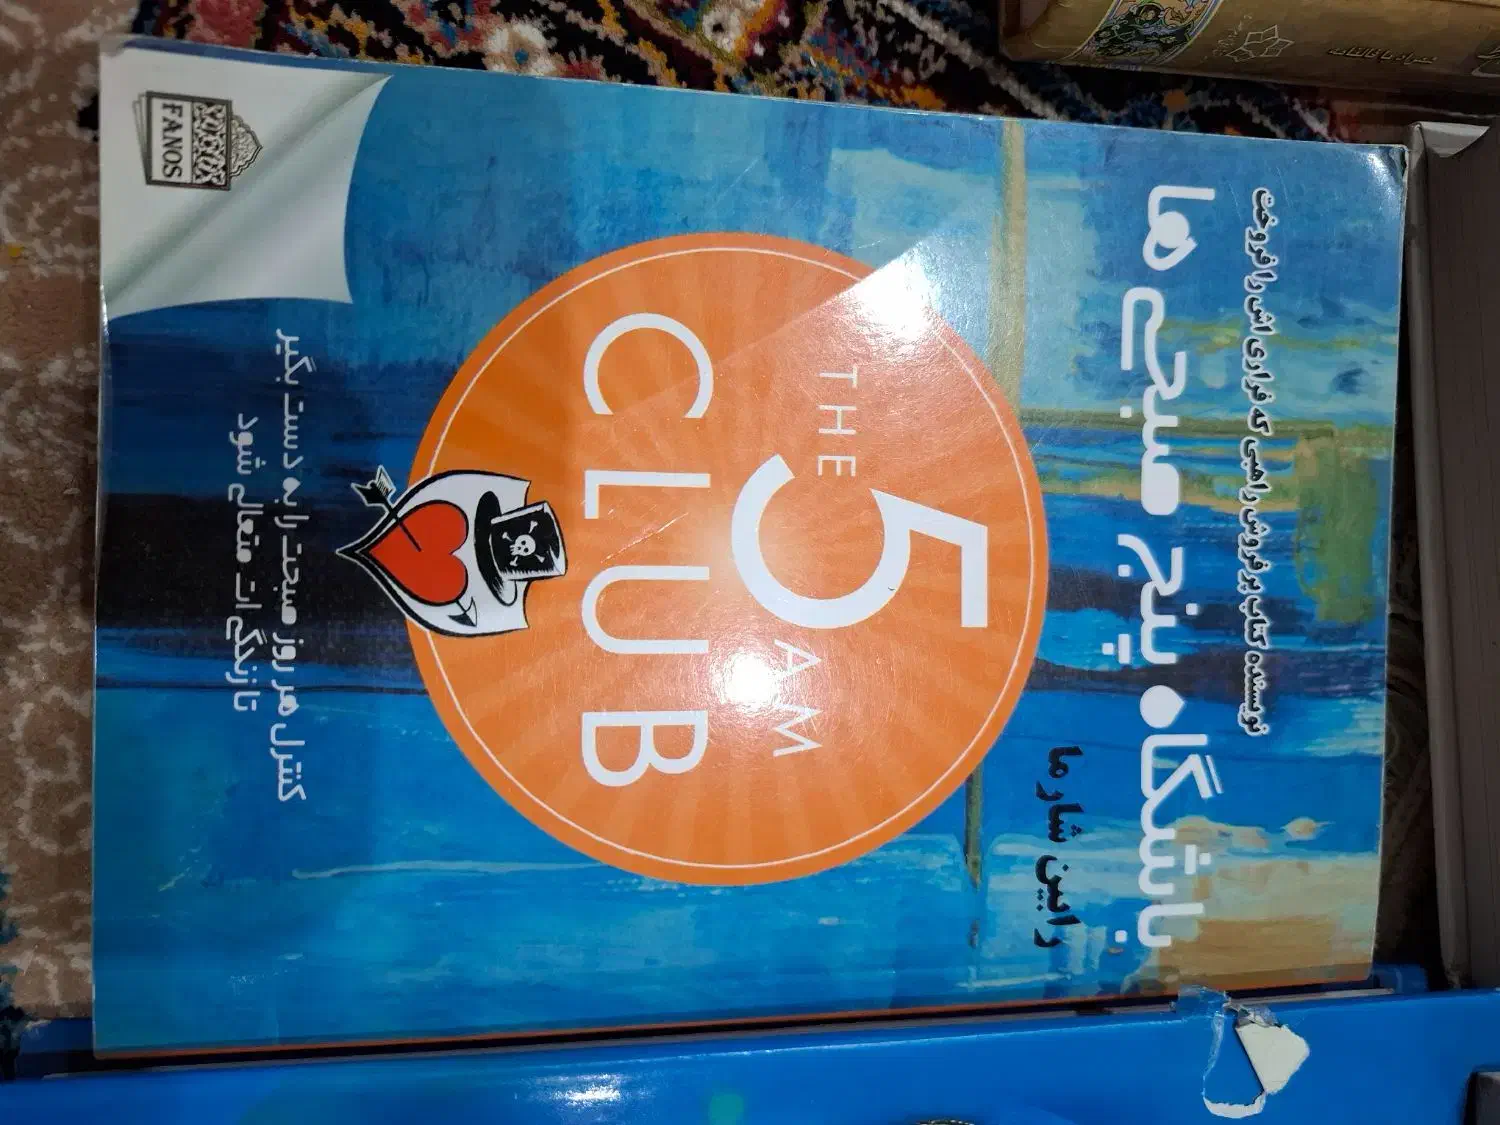 نویسنده کتاب پرفروش راهبی که فراری اش را فروخت
باشگاه پنج صبحی ها
رابین شارما
THE
5 AM
CLUB
کنترل هر روز صبحت را به دست بگیر
تا زندگی ات متعالی شود
FANOS